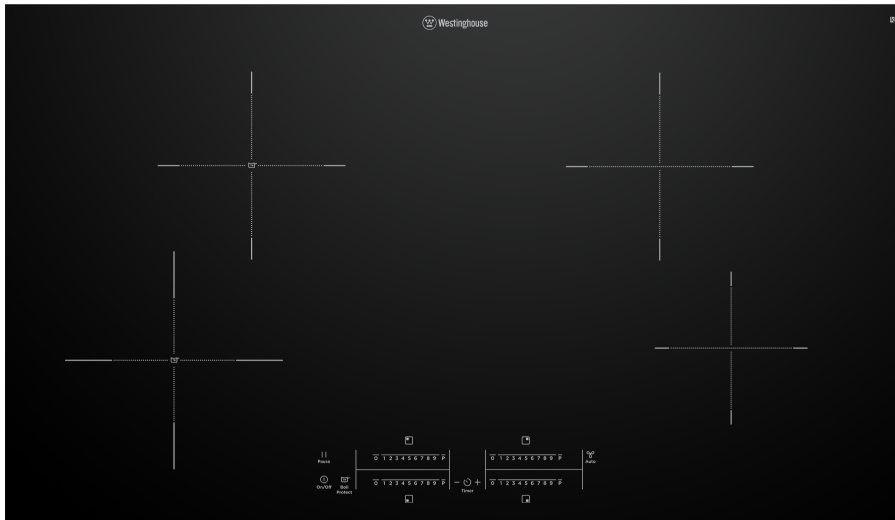 Westinghouse
Pause
0 1 2 3 4 5 6 7 8 9 P
0 1 2 3 4 5 6 7 8 9 P
Auto
On/Off
Boil
Protect
0 1 2 3 4 5 6 7 8 9 P
− +
Timer
0 1 2 3 4 5 6 7 8 9 P